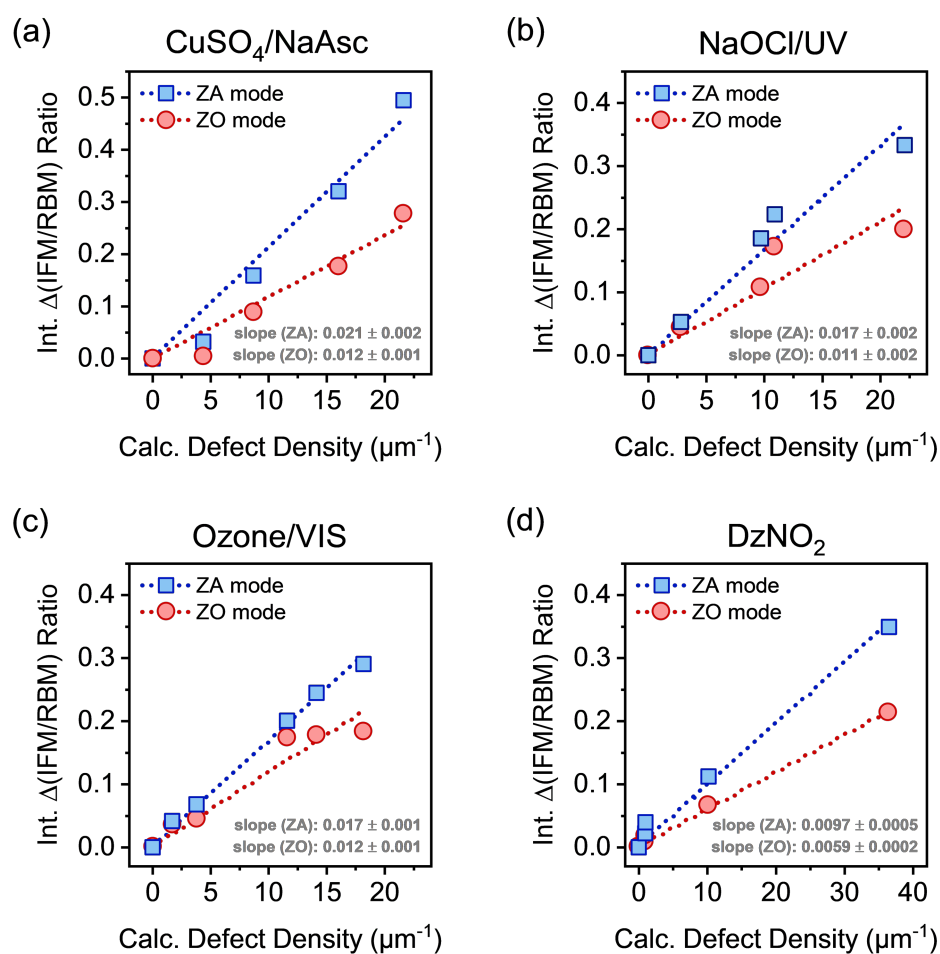 (a)
CuSO4/NaAsc
Int. Δ(IFM/RBM) Ratio
0.5
0.4
0.3
0.2
0.1
0.0
ZA mode
ZO mode
slope (ZA): 0.021 ± 0.002
slope (ZO): 0.012 ± 0.001
0 5 10 15 20
Calc. Defect Density (µm-1)
(b)
NaOCl/UV
Int. Δ(IFM/RBM) Ratio
0.4
0.3
0.2
0.1
0.0
ZA mode
ZO mode
slope (ZA): 0.017 ± 0.002
slope (ZO): 0.011 ± 0.002
0 5 10 15 20
Calc. Defect Density (µm-1)
(c)
Ozone/VIS
Int. Δ(IFM/RBM) Ratio
0.4
0.3
0.2
0.1
0.0
ZA mode
ZO mode
slope (ZA): 0.017 ± 0.001
slope (ZO): 0.012 ± 0.001
0 5 10 15 20
Calc. Defect Density (µm-1)
(d)
DzNO2
Int. Δ(IFM/RBM) Ratio
0.4
0.3
0.2
0.1
0.0
ZA mode
ZO mode
slope (ZA): 0.0097 ± 0.0005
slope (ZO): 0.0059 ± 0.0002
0 10 20 30 40
Calc. Defect Density (µm-1)